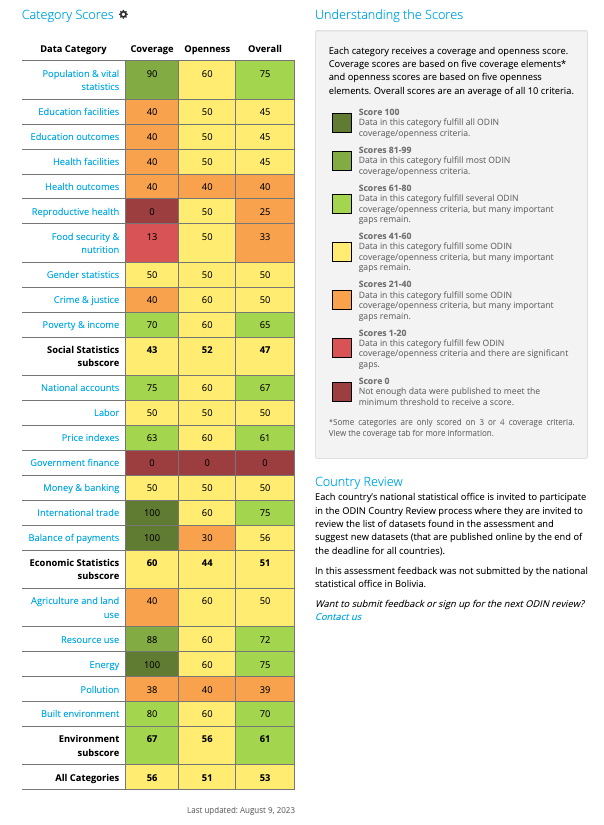 Category Scores
Data Category Coverage Openness Overall
Population & vital
statistics 90 60 75
Education facilities 40 50 45
Education outcomes 40 50 45
Health facilities 40 50 45
Health outcomes 40 40 40
Reproductive health 0 50 25
Food security &
nutrition 13 50 33
Gender statistics 50 50 50
Crime & justice 40 60 50
Poverty & income 70 60 65
Social Statistics
subscore 43 52 47
National accounts 75 60 67
Labor 50 50 50
Price indexes 63 60 61
Government finance 0 0 0
Money & banking 50 50 50
International trade 100 60 75
Balance of payments 100 30 56
Economic Statistics
subscore 60 44 51
Agriculture and land
use 40 60 50
Resource use 88 60 72
Energy 100 60 75
Pollution 38 40 39
Built environment 80 60 70
Environment
subscore 67 56 61
All Categories 56 51 53
Last updated: August 9, 2023
Understanding the Scores
Each category receives a coverage and openness score.
Coverage scores are based on five coverage elements*
and openness scores are based on five openness
elements. Overall scores are an average of all 10 criteria.
Score 100
Data in this category fulfill all ODIN
coverage/openness criteria.
Scores 81-99
Data in this category fulfill most ODIN
coverage/openness criteria.
Scores 61-80
Data in this category fulfill several ODIN
coverage/openness criteria, but many important
gaps remain.
Scores 41-60
Data in this category fulfill some ODIN
coverage/openness criteria, but many important
gaps remain.
Scores 21-40
Data in this category fulfill some ODIN
coverage/openness criteria, but many important
gaps remain.
Scores 1-20
Data in this category fulfill few ODIN
coverage/openness criteria and there are significant
gaps.
Score 0
Not enough data were published to meet the
minimum threshold to receive a score.
*Some categories are only scored on 3 or 4 coverage criteria.
View the coverage tab for more information.
Country Review
Each country's national statistical office is invited to participate
in the ODIN Country Review process where they are invited to
review the list of datasets found in the assessment and
suggest new datasets (that are published online by the end of
the deadline for all countries).
In this assessment feedback was not submitted by the national
statistical office in Bolivia.
Want to submit feedback or sign up for the next ODIN review?
Contact us